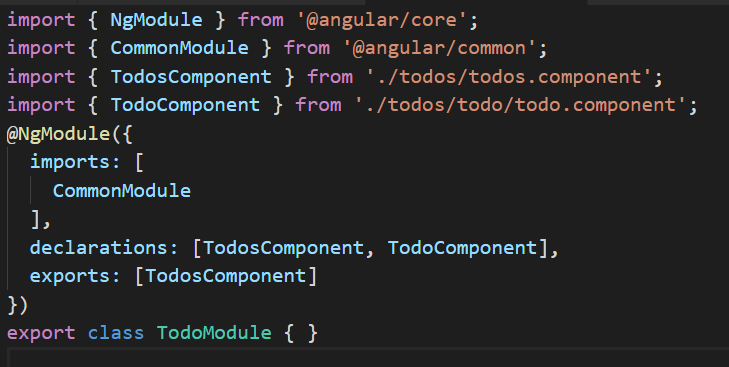 import { NgModule } from '@angular/core';
import { CommonModule } from '@angular/common';
import { TodosComponent } from './todos/todos.component';
import { TodoComponent } from './todos/todo/todo.component';
@NgModule({
  imports: [
    CommonModule
  ],
  declarations: [TodosComponent, TodoComponent],
  exports: [TodosComponent]
})
export class TodoModule { }